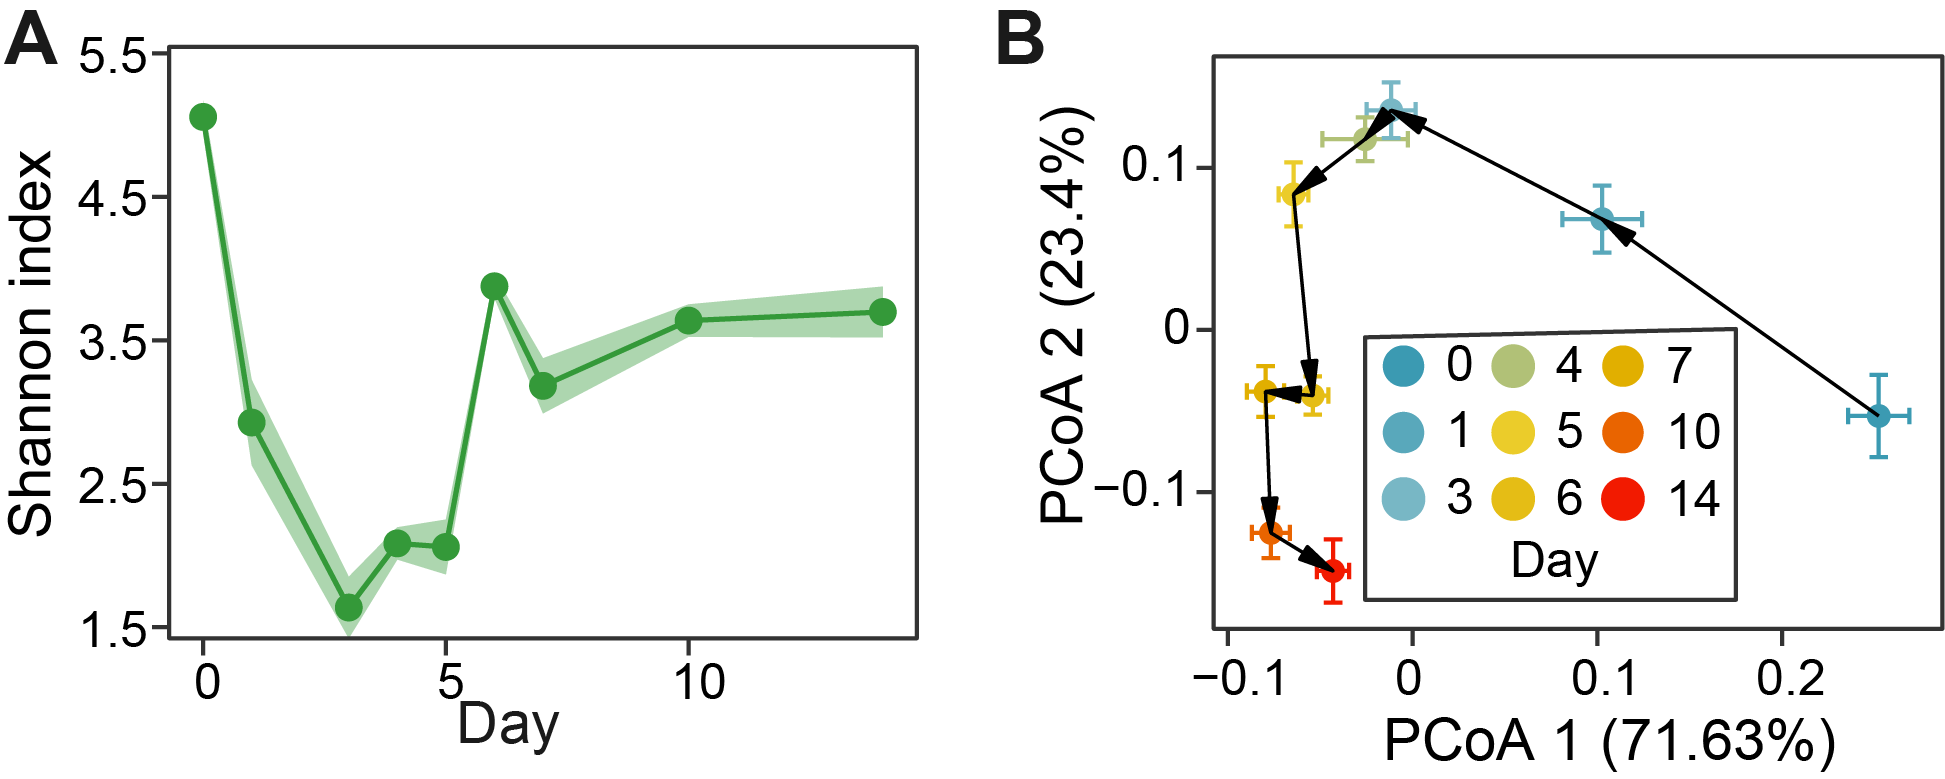 A
5.5
4.5
3.5
2.5
1.5
Shannon index
0 5 10
Day
B
0.1
0
−0.1
PCoA 2 (23.4%)
0 4 7
1 5 10
3 6 14
Day
−0.1 0 0.1 0.2
PCoA 1 (71.63%)